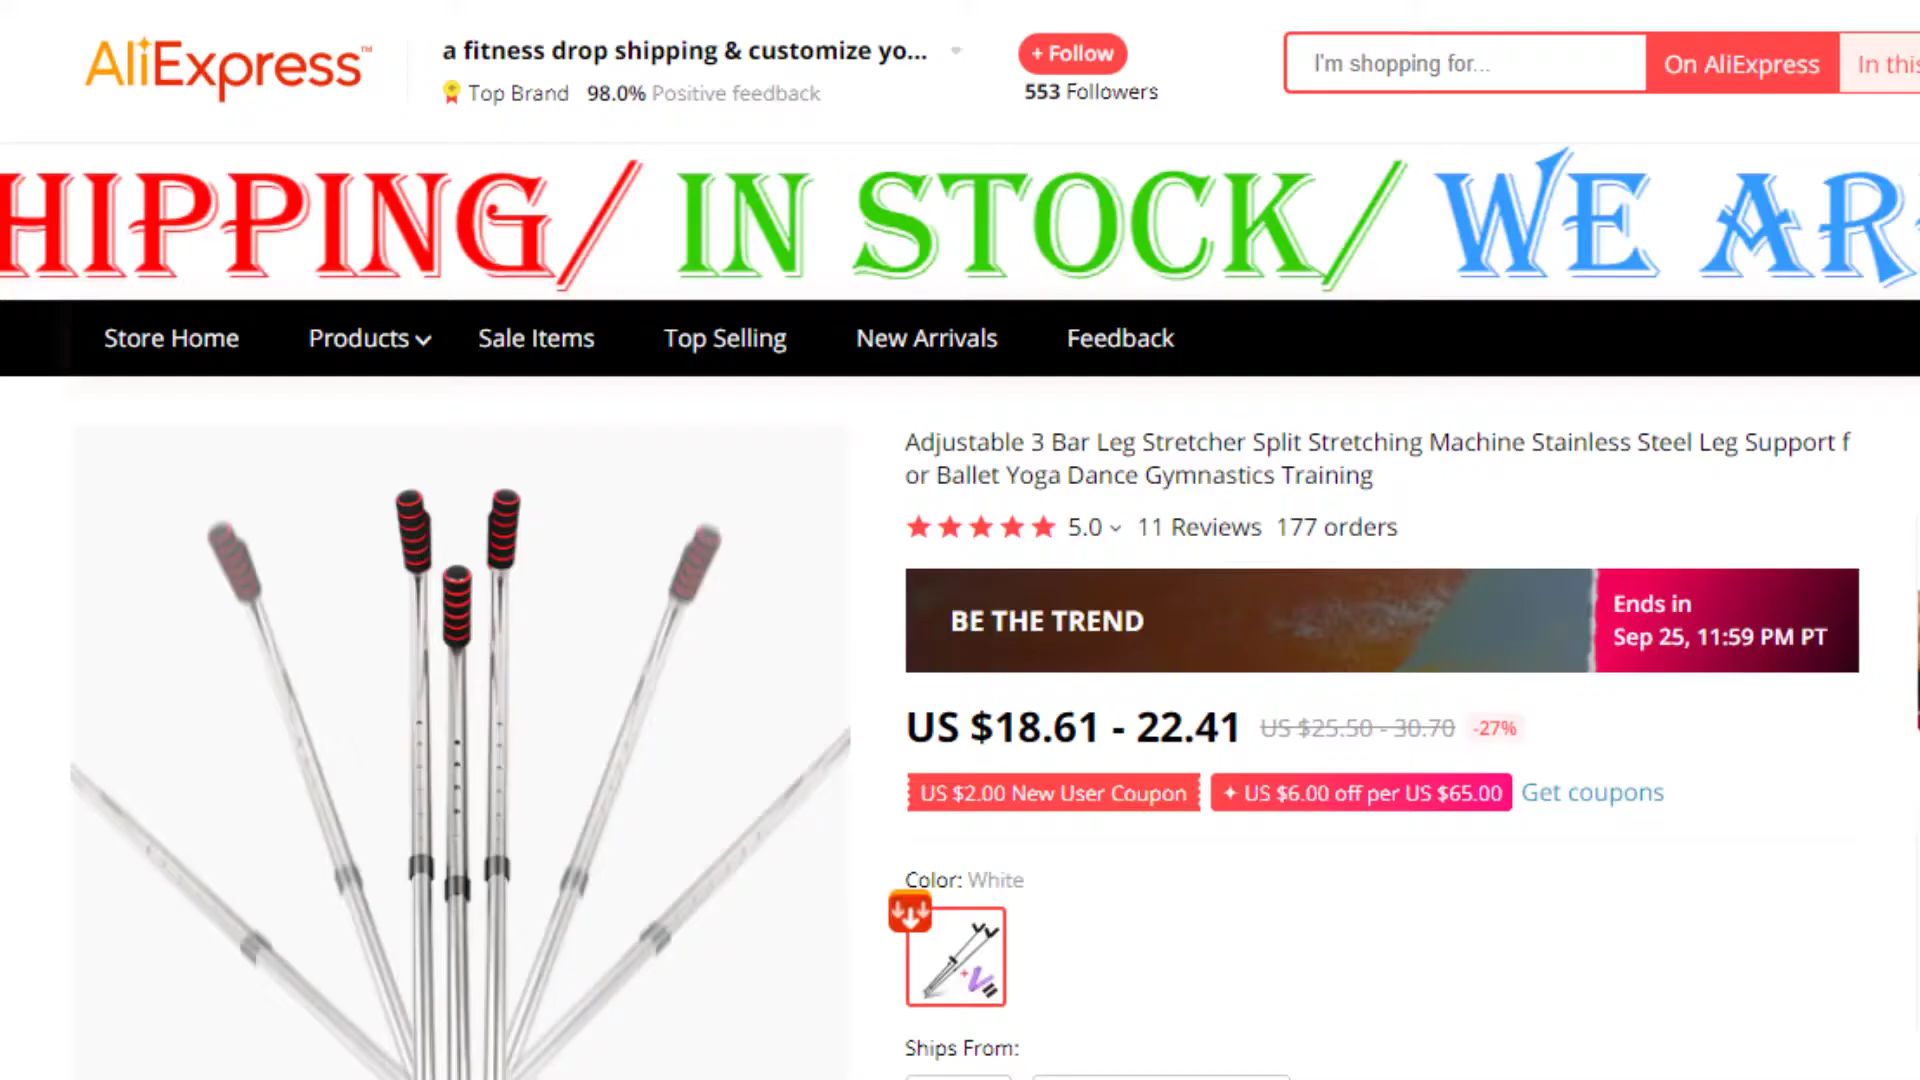 AliExpress™
a fitness drop shipping & customize yo...
Top Brand 98.0% Positive feedback
+ Follow
553 Followers
I'm shopping for...
On AliExpress
In this
HIPPING/ IN STOCK/ WE AR
Store Home Products Sale Items Top Selling New Arrivals Feedback
Adjustable 3 Bar Leg Stretcher Split Stretching Machine Stainless Steel Leg Support f
or Ballet Yoga Dance Gymnastics Training
5.0 11 Reviews 177 orders
BE THE TREND
Ends in
Sep 25, 11:59 PM PT
US $18.61 - 22.41 US $25.50 - 30.70 -27%
US $2.00 New User Coupon US $6.00 off per US $65.00 Get coupons
Color: White
Ships From: